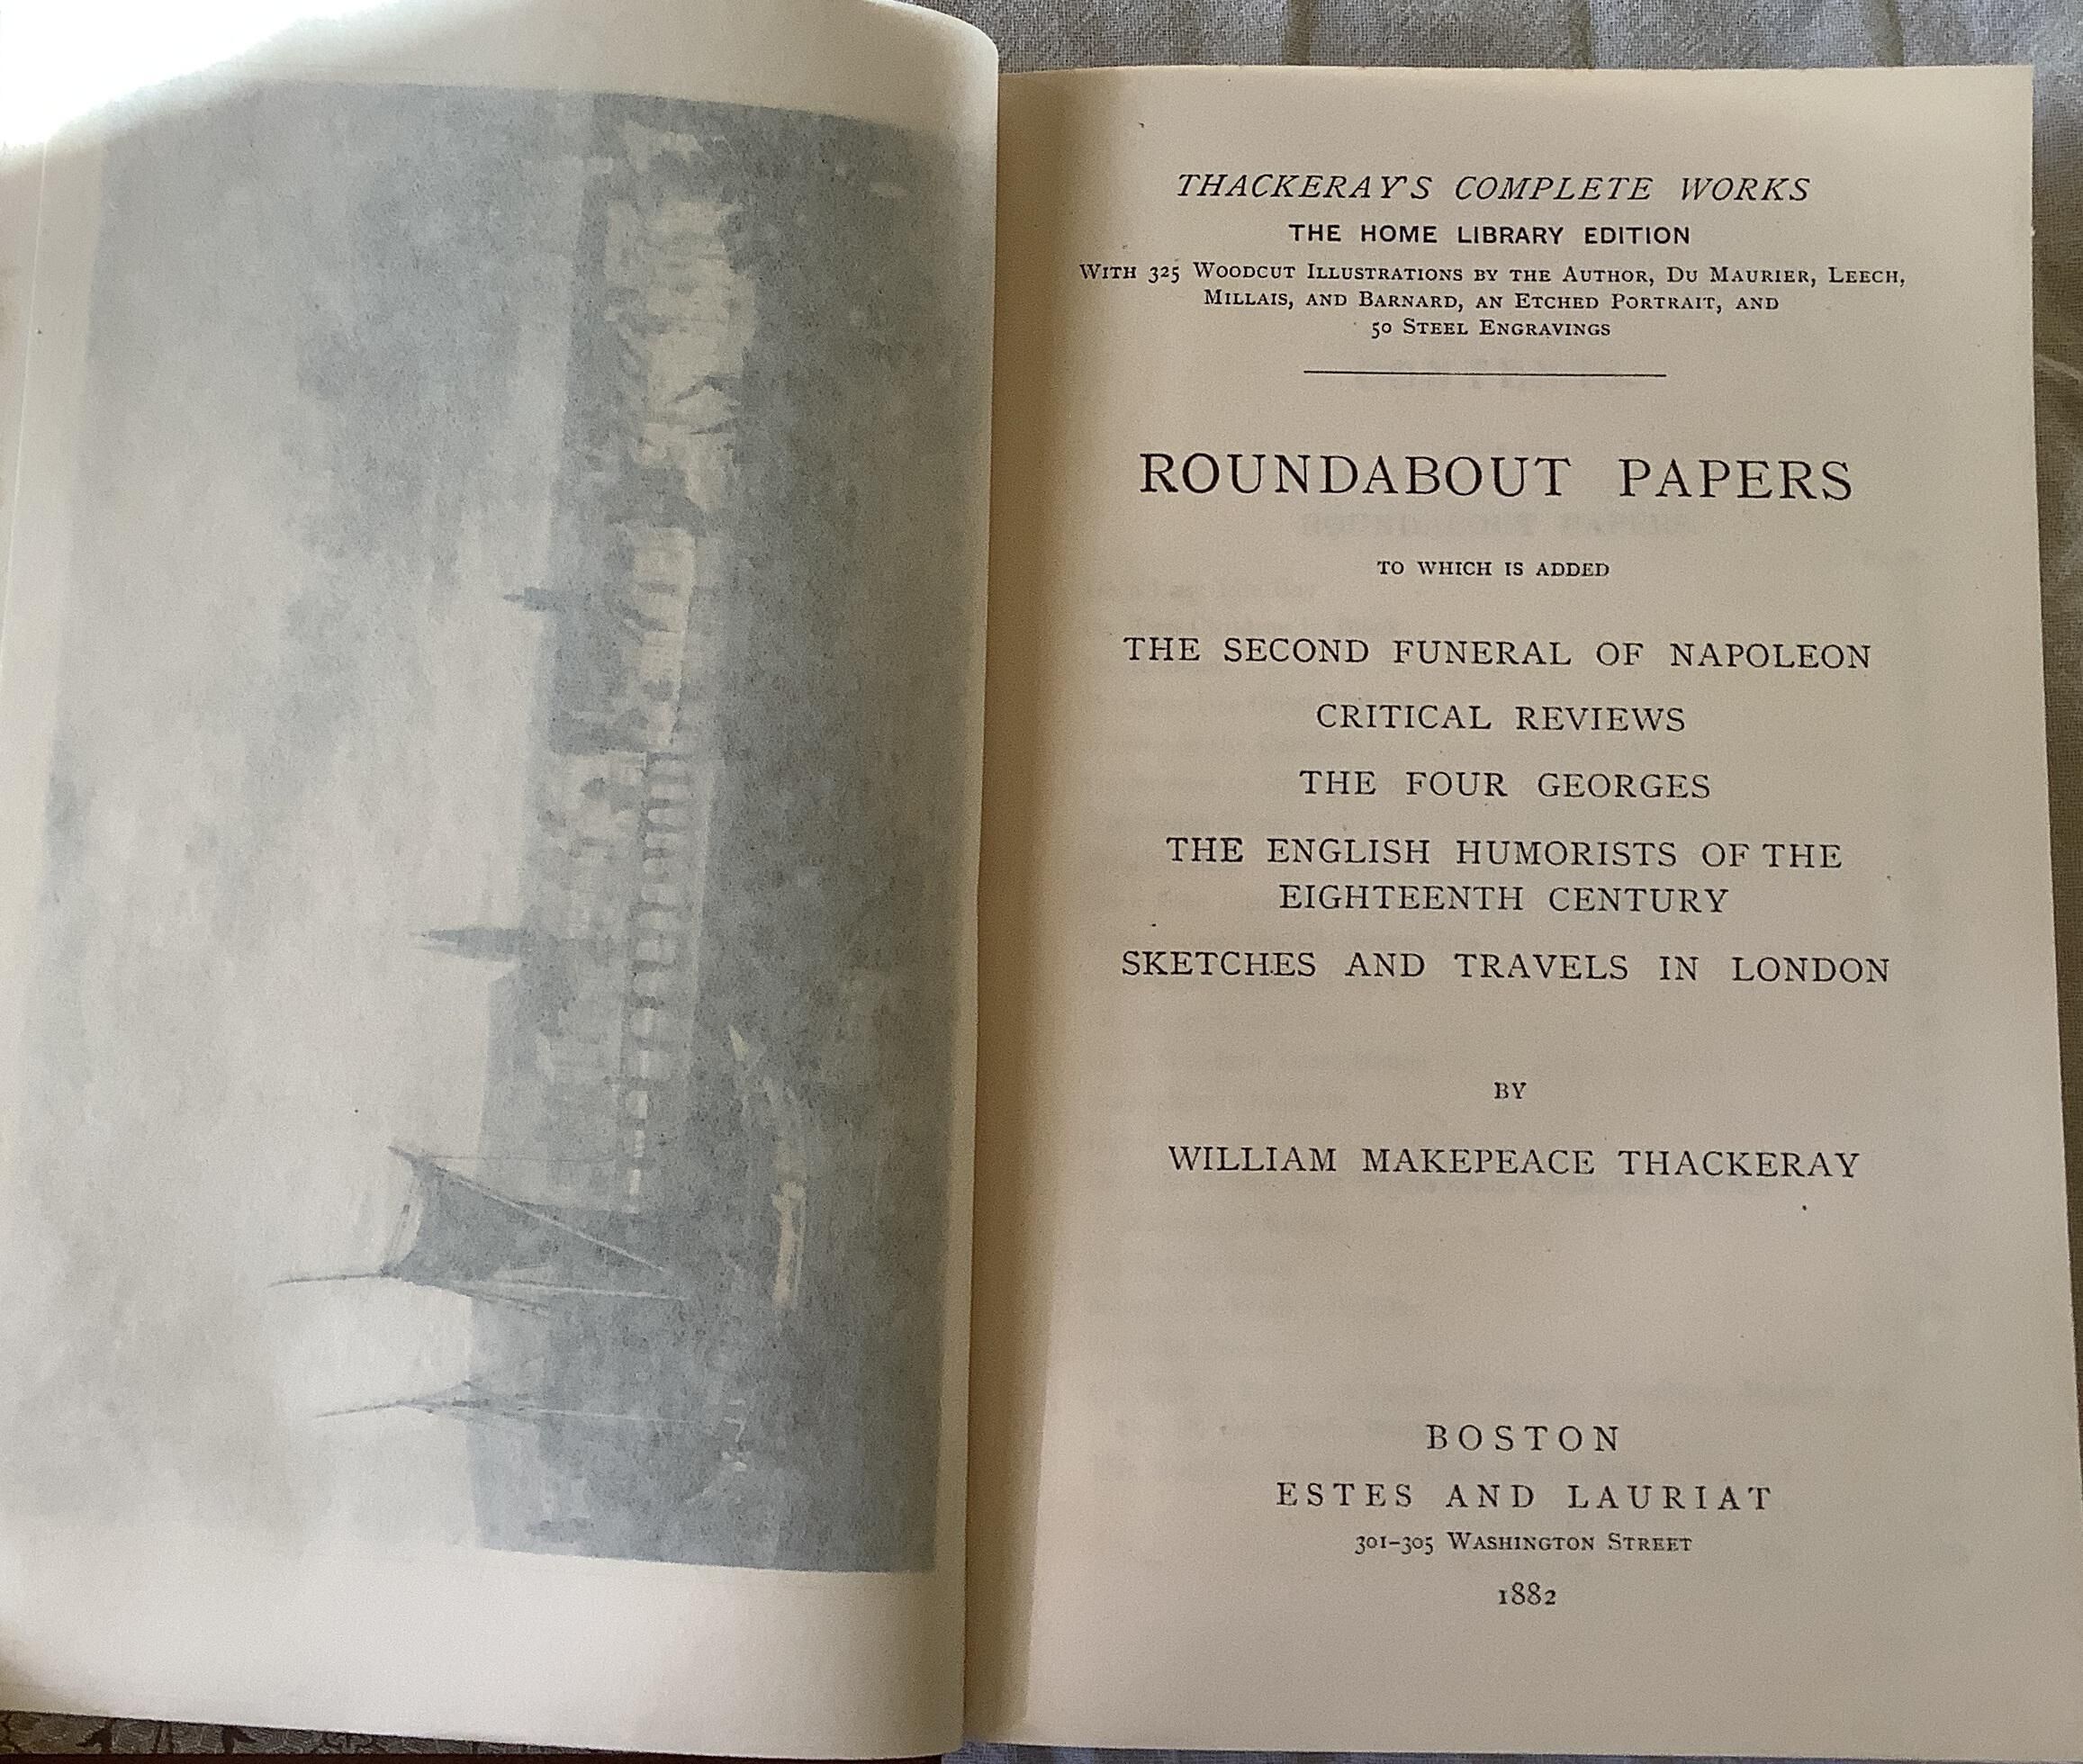 THACKERAY'S COMPLETE WORKS
THE HOME LIBRARY EDITION
WITH 325 WOODCUT ILLUSTRATIONS BY THE AUTHOR, DU MAURIER, LEECH,
MILLAIS, AND BARNARD, AN ETCHED PORTRAIT, AND
50 STEEL ENGRAVINGS
ROUNDABOUT PAPERS
TO WHICH IS ADDED
THE SECOND FUNERAL OF NAPOLEON
CRITICAL REVIEWS
THE FOUR GEORGES
THE ENGLISH HUMORISTS OF THE
EIGHTEENTH CENTURY
SKETCHES AND TRAVELS IN LONDON
BY
WILLIAM MAKEPEACE THACKERAY
BOSTON
ESTES AND LAURIAT
301-305 WASHINGTON STREET
1882